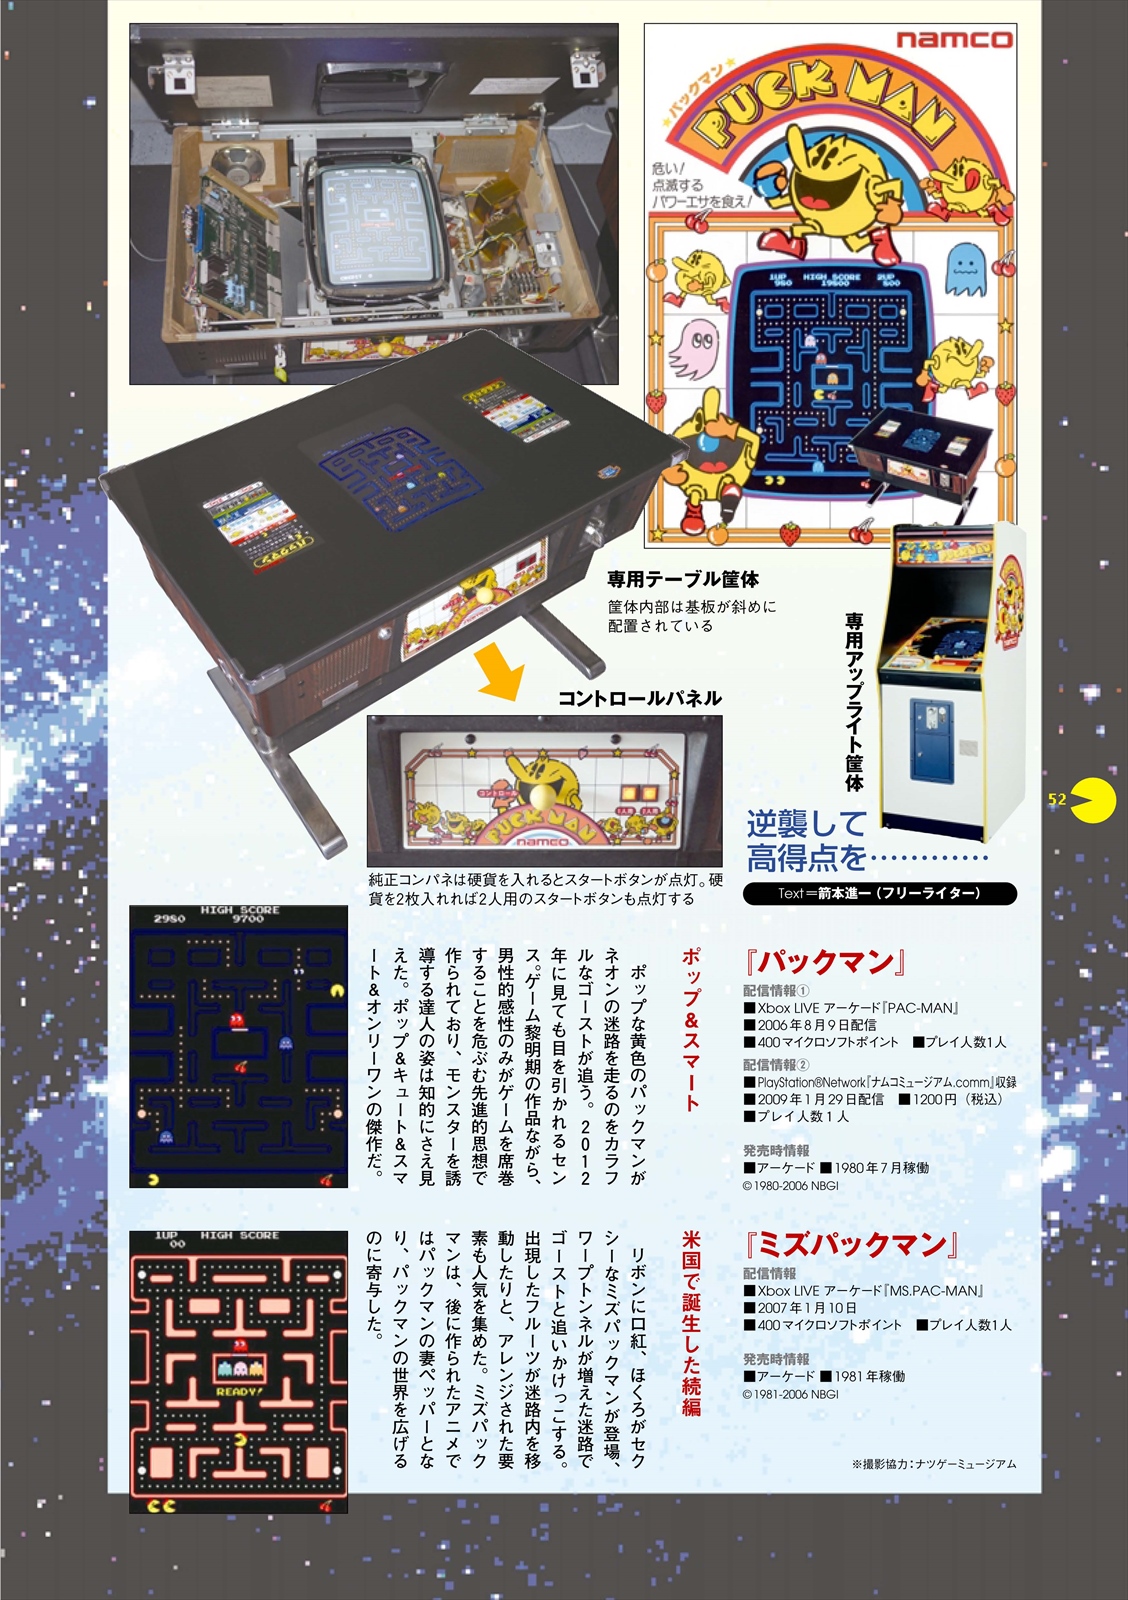 namco
★パックマン★
PUCK MAN
危い！
点滅する
パワーエサを食え！
1UP HIGH SCORE 2UP
980 19800 800
専用テーブル筐体
筐体内部は基板が斜めに
配置されている
コントロールパネル
コントロール
PUCK MAN
namco
1人用 2人用
純正コンパネは硬貨を入れるとスタートボタンが点灯。硬
貨を2枚入れれば2人用のスタートボタンも点灯する
専用アップライト筐体
52
逆襲して
高得点を…………
Text＝箭本進一（フリーライター）
『パックマン』
配信情報①
■Xbox LIVE アーケード『PAC-MAN』
■2006年8月9日配信
■400マイクロソフトポイント ■プレイ人数1人
配信情報②
■PlayStation®Network『ナムコミュージアム.comm』収録
■2009年1月29日配信 ■1200円（税込）
■プレイ人数1人
発売時情報
■アーケード ■1980年7月稼働
©1980-2006 NBGI
ポップ&スマート
ポップな黄色のパックマンが
ネオンの迷路を走るのをカラフ
ルなゴーストが追う。2012
年に見ても目を引かれるセン
ス。ゲーム黎明期の作品ながら、
男性的感性のみがゲームを席巻
することを危ぶむ先進的思想で
作られており、モンスターを誘
導する達人の姿は知的にさえ見
えた。ポップ&キュート&スマ
ート&オンリーワンの傑作だ。
HIGH SCORE
2980 9700
『ミズパックマン』
配信情報
■Xbox LIVE アーケード『MS.PAC-MAN』
■2007年1月10日
■400マイクロソフトポイント ■プレイ人数1人
発売時情報
■アーケード ■1981年稼働
©1981-2006 NBGI
米国で誕生した続編
リボンに口紅、ほくろがセク
シーなミズパックマンが登場、
ワープトンネルが増えた迷路で
ゴーストと追いかけっこする。
出現したフルーツが迷路内を移
動したりと、アレンジされた要
素も人気を集めた。ミズパック
マンは、後に作られたアニメで
はパックマンの妻ペッパーとな
り、パックマンの世界を広げる
のに寄与した。
1UP HIGH SCORE
00
READY!
※撮影協力：ナツゲーミュージアム